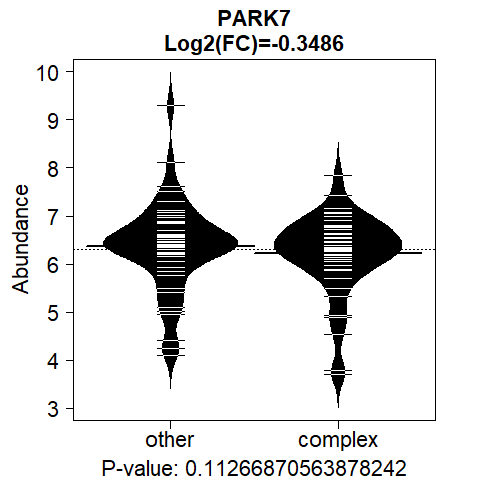 PARK7
Log2(FC)=-0.3486
Abundance
10
9
8
7
6
5
4
3
other complex
P-value: 0.11266870563878242